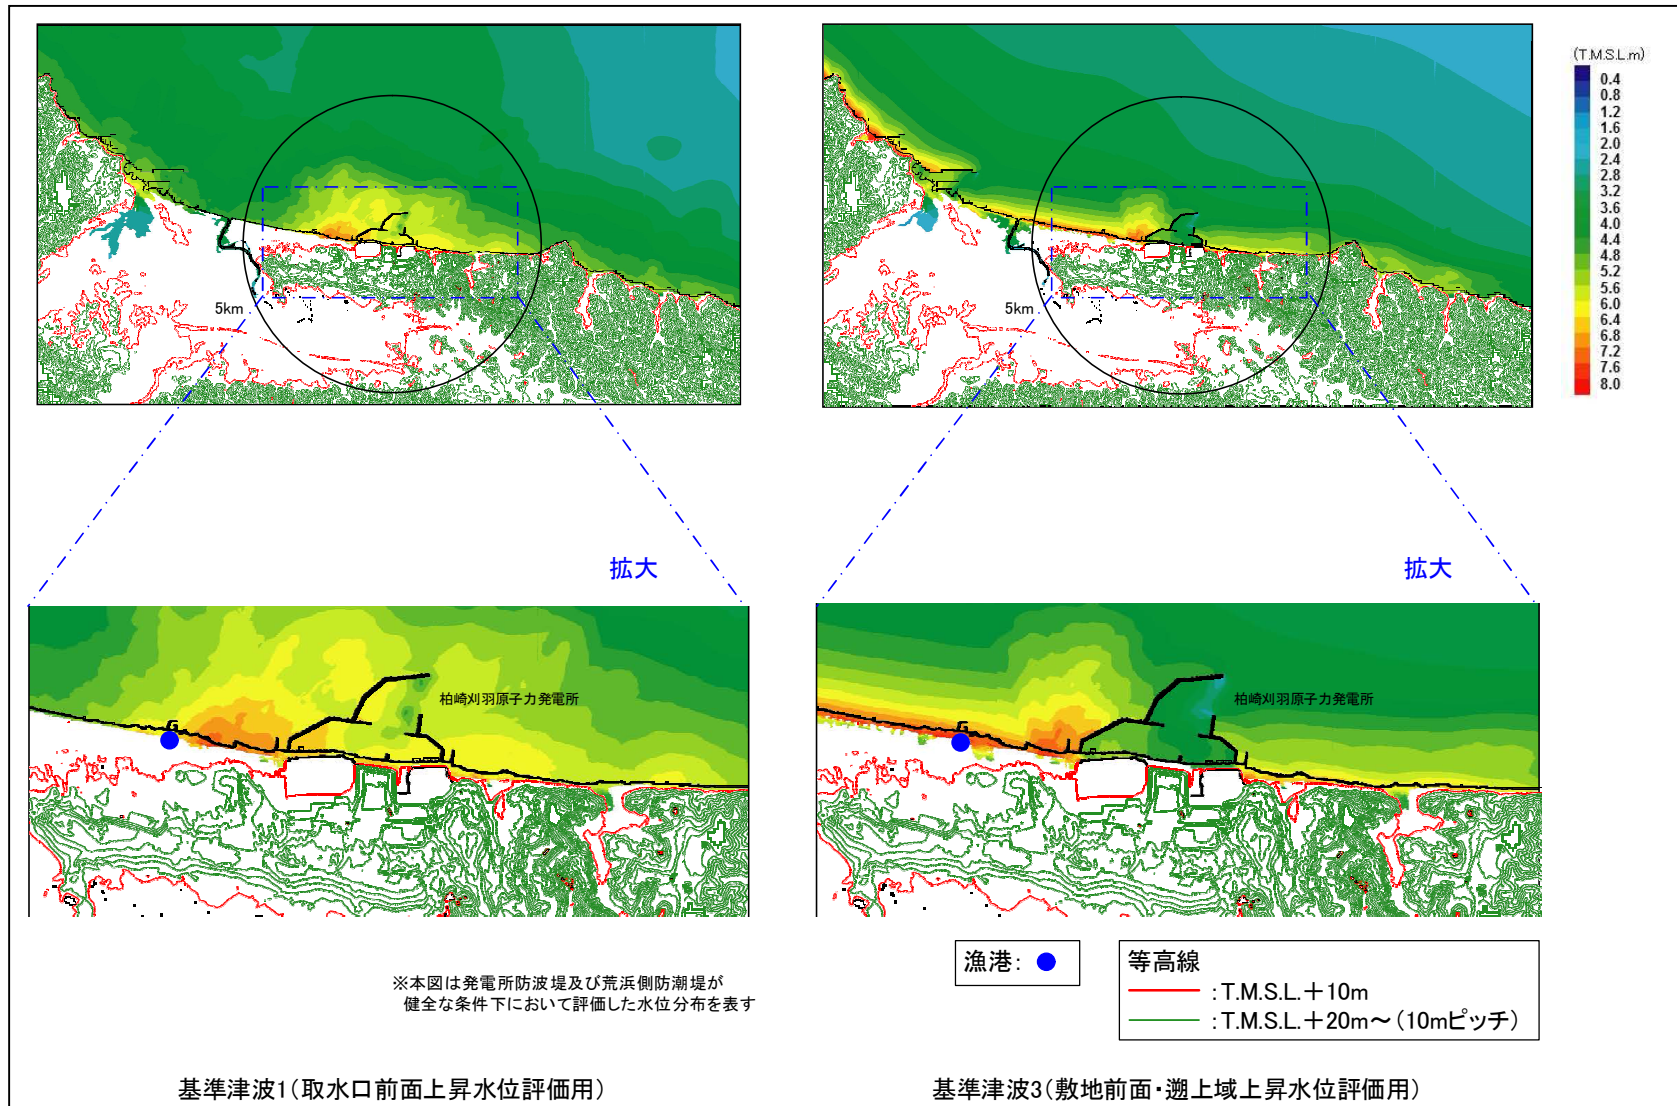 (T.M.S.L.m)
0.4
0.8
1.2
1.6
2.0
2.4
2.8
3.2
3.6
4.0
4.4
4.8
5.2
5.6
6.0
6.4
6.8
7.2
7.6
8.0
5km
5km
拡大
拡大
柏崎刈羽原子力発電所
柏崎刈羽原子力発電所
漁港:
等高線
:T.M.S.L.+10m
:T.M.S.L.+20m～(10mピッチ)
※本図は発電所防波堤及び荒浜側防潮堤が
健全な条件下において評価した水位分布を表す
基準津波1(取水口前面上昇水位評価用)
基準津波3(敷地前面・遡上域上昇水位評価用)